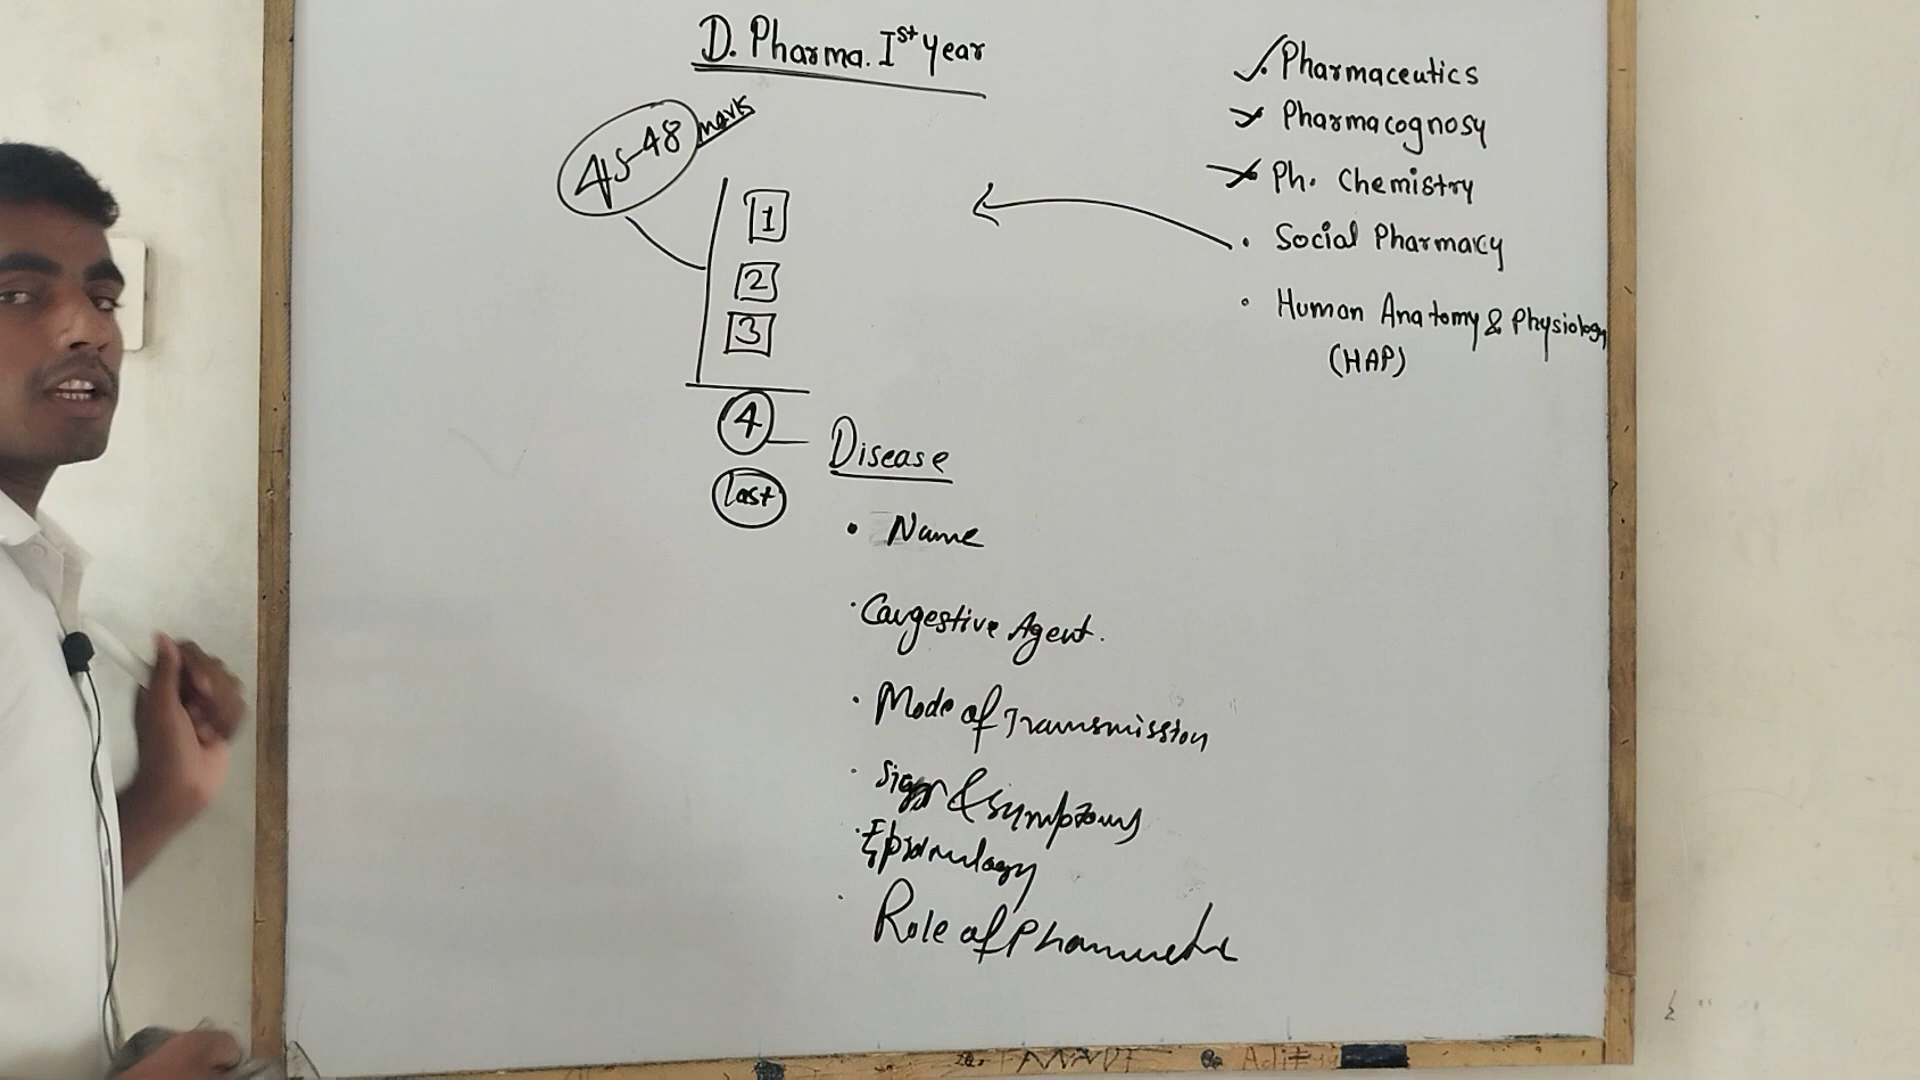 D. Pharma. Ist year
45-48 marks
1
2
3
4
last
Disease
• Name
· Caugestive Agent.
· Mode of Transmission
· Sign & Symptoms
· Role of
. Pharmaceutics
Pharmacognosy
Ph. Chemistry
• Social Pharmacy
• Human Anatomy & Physiology
(HAP)